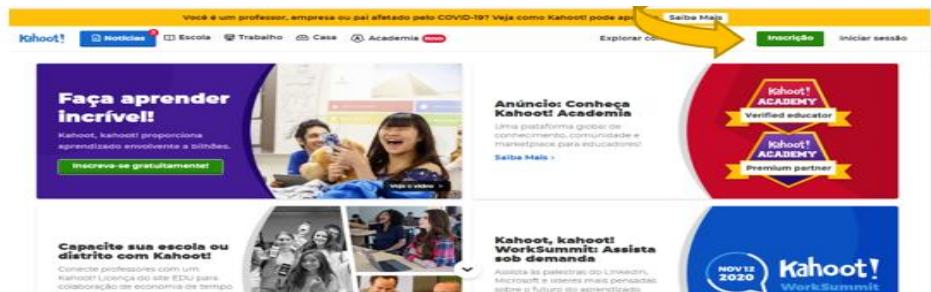 Você é um professor, empresa ou pai afetado pelo COVID-19? Veja como Kahoot! pode Saiba Mais
Kahoot! Notícias Escola Trabalho Casa Academia Novo Explorar Inscrição Iniciar sessão
Faça aprender
incrível!
Kahoot, kahoot! proporciona
aprendizado envolvente a bilhões.
Inscreva-se gratuitamente!
Veja o vídeo >
Anúncio: Conheça
Kahoot! Academia
Uma plataforma global de
conhecimento, comunidade e
marketplace para educadores!
Saiba Mais ›
Kahoot!
ACADEMY
Verified educator
Kahoot!
ACADEMY
Premium partner
Capacite sua escola ou
distrito com Kahoot!
Conecte professores com um
Kahoot! Licença do site EDU para
colaboração de economia de tempo
Kahoot, kahoot!
WorkSummit: Assista
sob demanda
Assista às palestras do LinkedIn,
Microsoft e líderes mais pensadas
sobre o futuro do aprendizado
NOV 12
2020
Kahoot!
WorkSummit